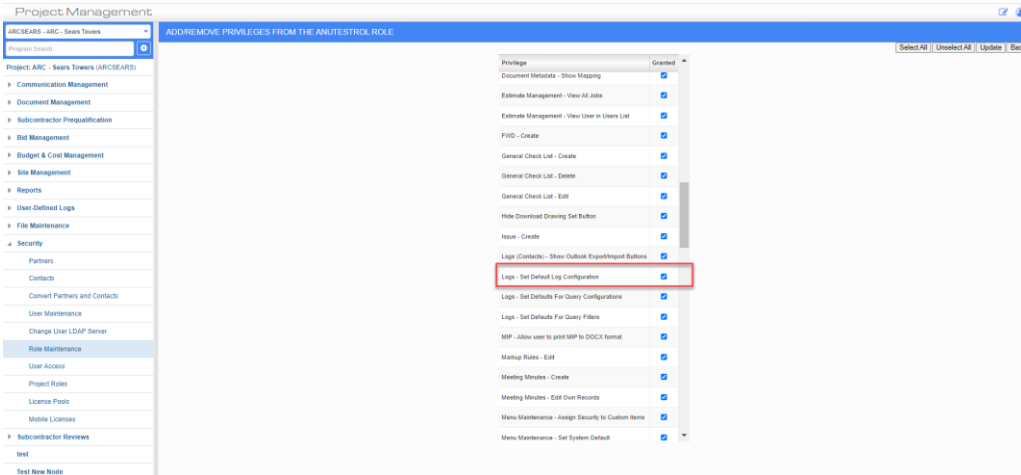 Project Management
ARCSEARS - ARC - Sears Towers
ADD/REMOVE PRIVILEGES FROM THE ANUTESTROL ROLE
Program Search...
Select All Unselect All Update Bac
Project: ARC - Sears Towers (ARCSEARS)
Communication Management
Document Management
Subcontractor Prequalification
Bid Management
Budget & Cost Management
Site Management
Reports
User-Defined Logs
File Maintenance
Security
Partners
Contacts
Convert Partners and Contacts
User Maintenance
Change User LDAP Server
Role Maintenance
User Access
Project Roles
License Pools
Mobile Licenses
Subcontractor Reviews
test
Test New Node
Privilege Granted
Document Metadata - Show Mapping
Estimate Management - View All Jobs
Estimate Management - View User in Users List
FWD - Create
General Check List - Create
General Check List - Delete
General Check List - Edit
Hide Download Drawing Set Button
Issue - Create
Logs (Contacts) - Show Outlook Export/Import Buttons
Logs - Set Default Log Configuration
Logs - Set Defaults For Query Configurations
Logs - Set Defaults For Query Filters
MIP - Allow user to print MIP to DOCX format
Markup Rules - Edit
Meeting Minutes - Create
Meeting Minutes - Edit Own Records
Menu Maintenance - Assign Security to Custom Items
Menu Maintenance - Set System Default